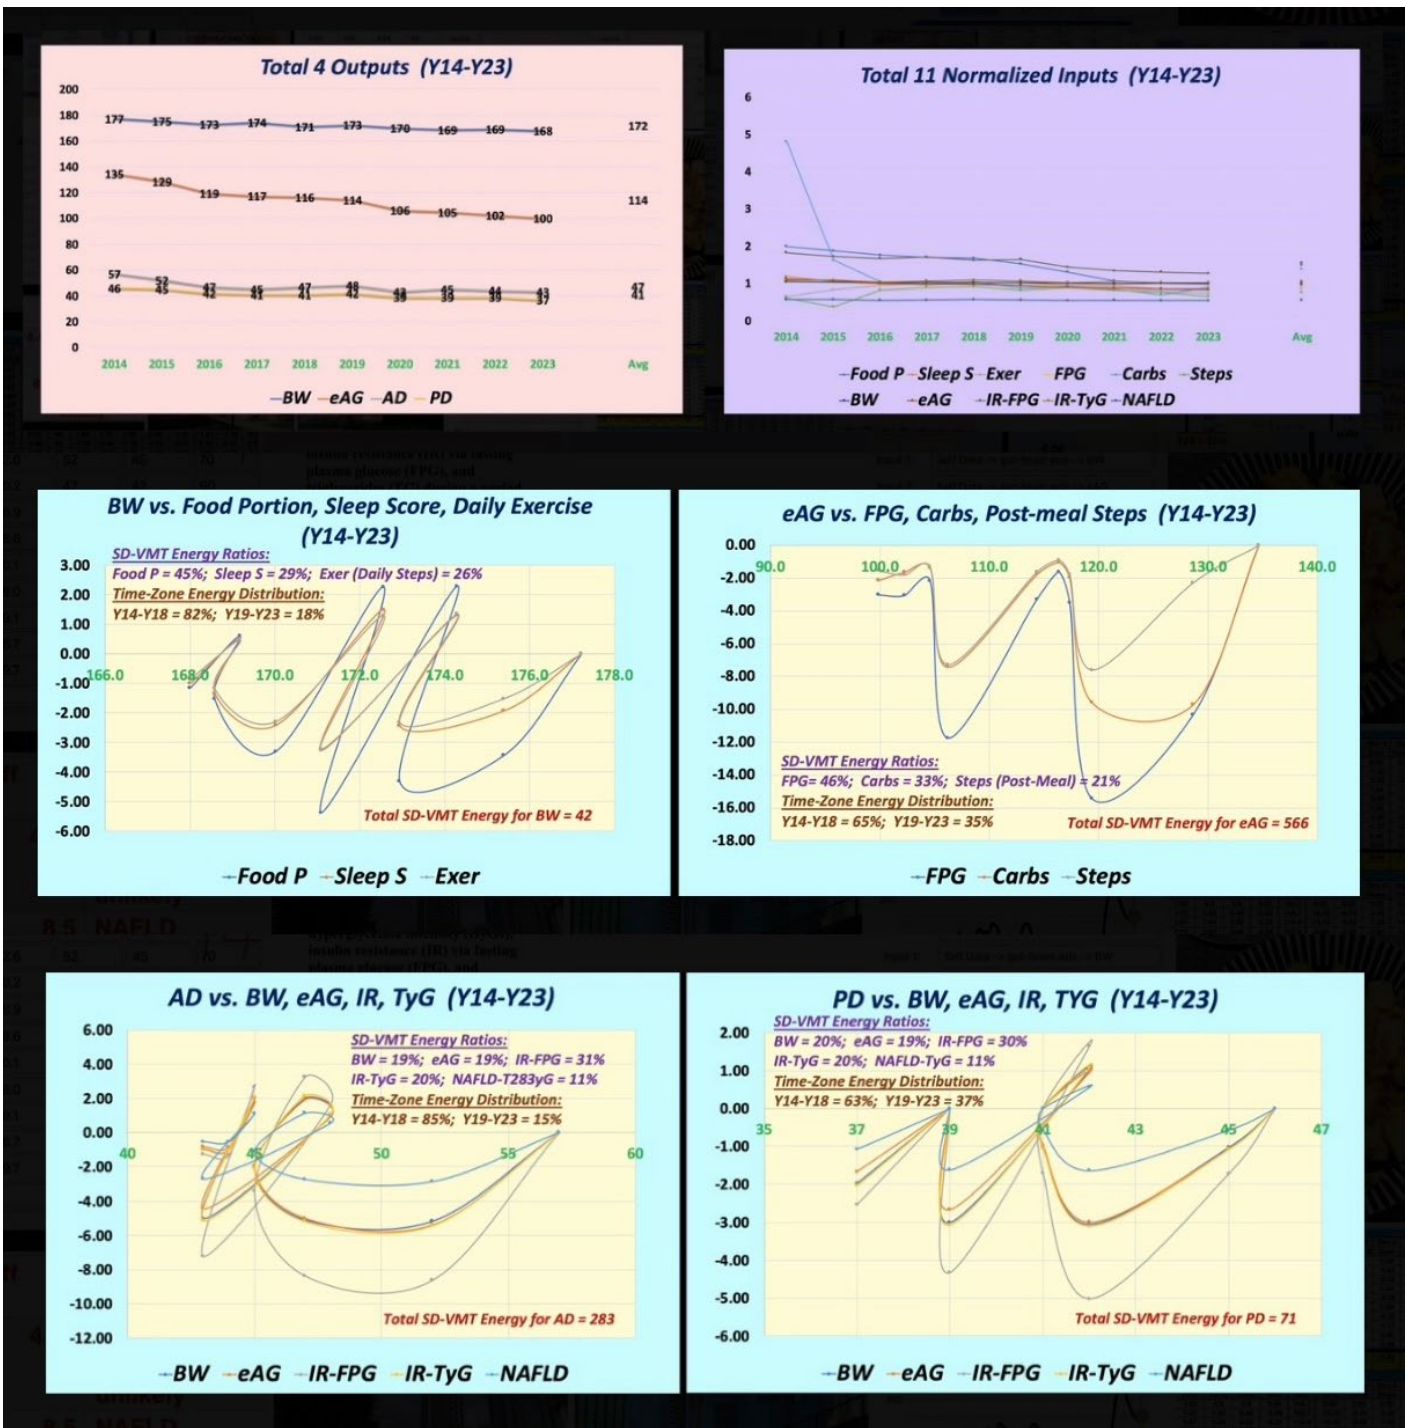 Total 4 Outputs (Y14-Y23)
200
180
160
140
120
100
80
60
40
20
0
177 175 173 174 171 173 170 169 169 168 172
135 129 119 117 116 114 106 105 102 100 114
57 52 47 45 47 48 43 45 44 43 47
46 45 42 41 41 42 39 39 39 37 41
2014 2015 2016 2017 2018 2019 2020 2021 2022 2023 Avg
BW eAG AD PD
Total 11 Normalized Inputs (Y14-Y23)
6
5
4
3
2
1
0
2014 2015 2016 2017 2018 2019 2020 2021 2022 2023 Avg
Food P Sleep S Exer FPG Carbs Steps
BW eAG IR-FPG IR-TyG NAFLD
BW vs. Food Portion, Sleep Score, Daily Exercise
(Y14-Y23)
SD-VMT Energy Ratios:
Food P = 45%; Sleep S = 29%; Exer (Daily Steps) = 26%
Time-Zone Energy Distribution:
Y14-Y18 = 82%; Y19-Y23 = 18%
3.00
2.00
1.00
0.00
-1.00
-2.00
-3.00
-4.00
-5.00
-6.00
166.0 168.0 170.0 172.0 174.0 176.0 178.0
Total SD-VMT Energy for BW = 42
Food P Sleep S Exer
eAG vs. FPG, Carbs, Post-meal Steps (Y14-Y23)
0.00
-2.00
-4.00
-6.00
-8.00
-10.00
-12.00
-14.00
-16.00
-18.00
90.0 100.0 110.0 120.0 130.0 140.0
SD-VMT Energy Ratios:
FPG= 46%; Carbs = 33%; Steps (Post-Meal) = 21%
Time-Zone Energy Distribution:
Y14-Y18 = 65%; Y19-Y23 = 35%
Total SD-VMT Energy for eAG = 566
FPG Carbs Steps
8.5 NAFLD
AD vs. BW, eAG, IR, TyG (Y14-Y23)
SD-VMT Energy Ratios:
BW = 19%; eAG = 19%; IR-FPG = 31%
IR-TyG = 20%; NAFLD-T283yG = 11%
Time-Zone Energy Distribution:
Y14-Y18 = 85%; Y19-Y23 = 15%
6.00
4.00
2.00
0.00
-2.00
-4.00
-6.00
-8.00
-10.00
-12.00
40 45 50 55 60
Total SD-VMT Energy for AD = 283
BW eAG IR-FPG IR-TyG NAFLD
PD vs. BW, eAG, IR, TYG (Y14-Y23)
SD-VMT Energy Ratios:
BW = 20%; eAG = 19%; IR-FPG = 30%
IR-TyG = 20%; NAFLD-TyG = 11%
Time-Zone Energy Distribution:
Y14-Y18 = 63%; Y19-Y23 = 37%
2.00
1.00
0.00
-1.00
-2.00
-3.00
-4.00
-5.00
-6.00
35 37 39 41 43 45 47
Total SD-VMT Energy for PD = 71
BW eAG IR-FPG IR-TyG NAFLD